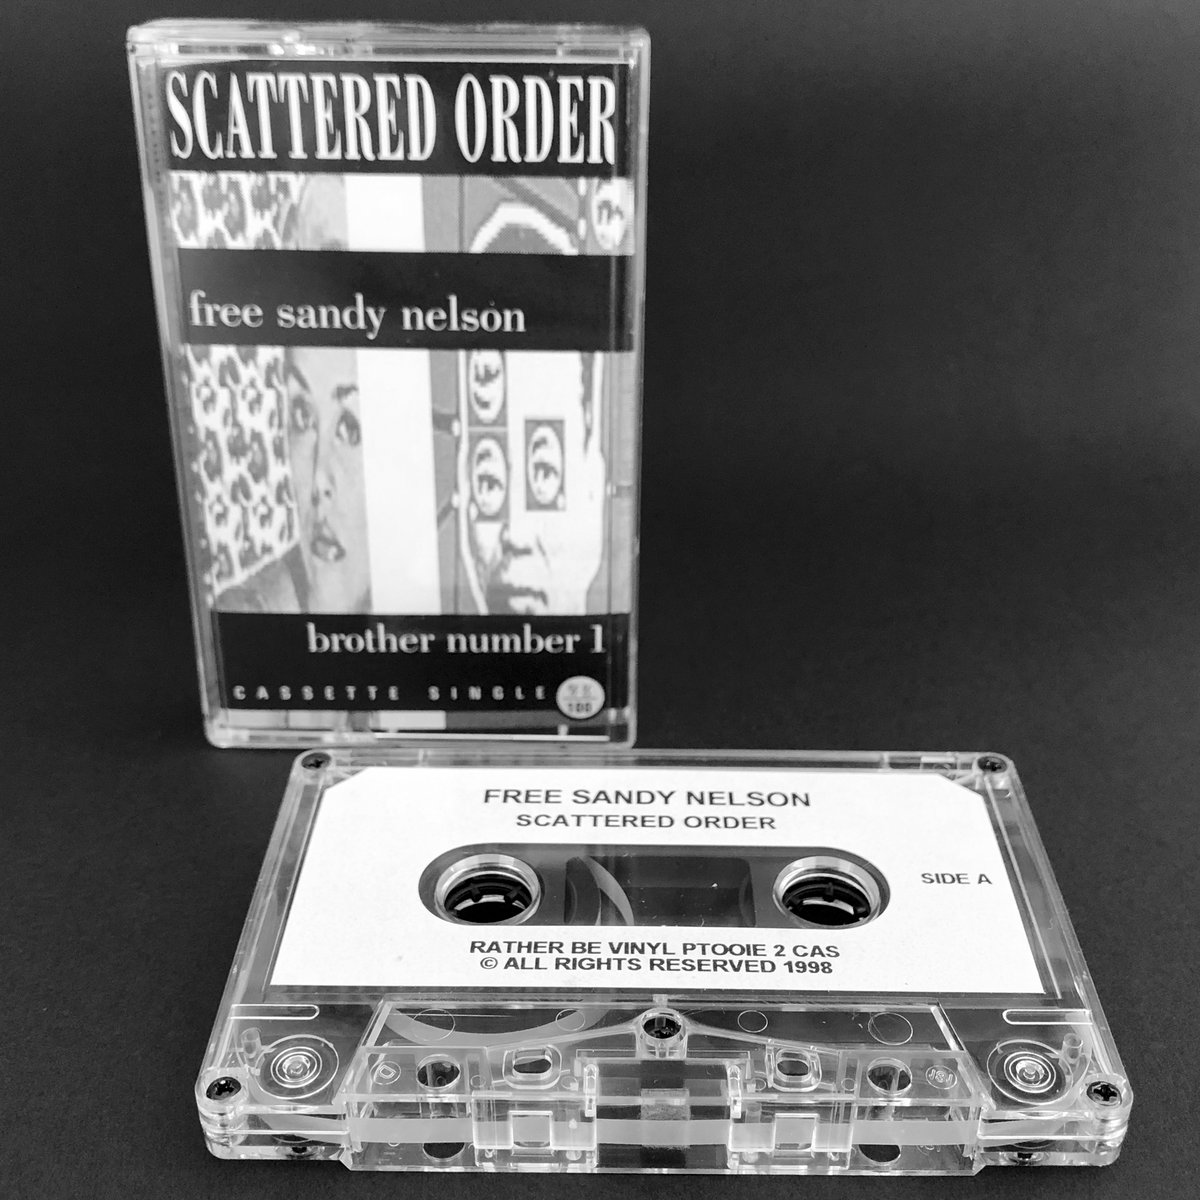 SCATTERED ORDER
free sandy nelson
brother number 1
CASSETTE SINGLE
100
FREE SANDY NELSON
SCATTERED ORDER
SIDE A
RATHER BE VINYL PTOOIE 2 CAS
© ALL RIGHTS RESERVED 1998